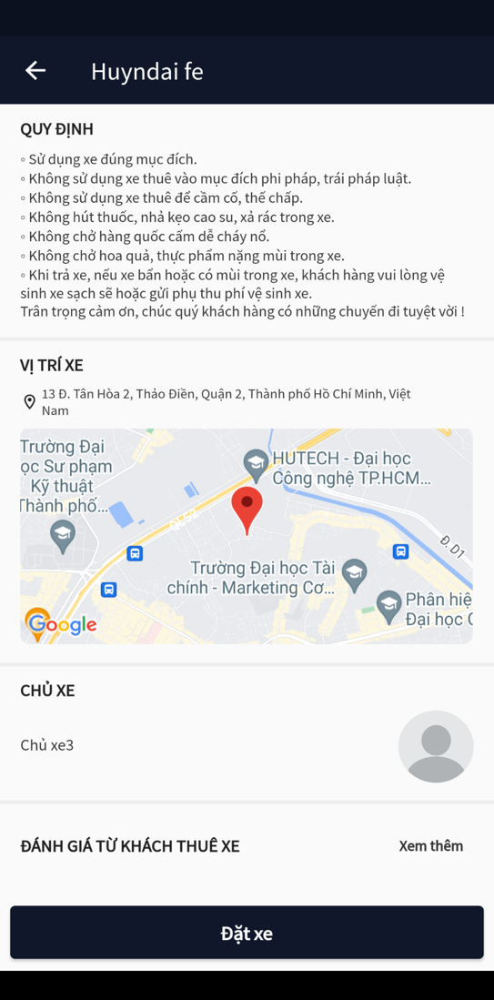 Huyndai fe
QUY ĐỊNH
◦ Sử dụng xe đúng mục đích.
◦ Không sử dụng xe thuê vào mục đích phi pháp, trái pháp luật.
◦ Không sử dụng xe thuê để cầm cố, thế chấp.
◦ Không hút thuốc, nhả kẹo cao su, xả rác trong xe.
◦ Không chở hàng quốc cấm dễ cháy nổ.
◦ Không chở hoa quả, thực phẩm nặng mùi trong xe.
◦ Khi trả xe, nếu xe bẩn hoặc có mùi trong xe, khách hàng vui lòng vệ
sinh xe sạch sẽ hoặc gửi phụ thu phí vệ sinh xe.
Trân trọng cảm ơn, chúc quý khách hàng có những chuyến đi tuyệt vời !
VỊ TRÍ XE
13 Đ. Tân Hòa 2, Thảo Điền, Quận 2, Thành phố Hồ Chí Minh, Việt
Nam
Trường Đại
ọc Sư phạm
Kỹ thuật
Thành phố...
HUTECH - Đại học
Công nghệ TP.HCM...
QL52
Đ. D1
Trường Đại học Tài
chính - Marketing Cơ...
Phân hiệ
Đại học
Google
CHỦ XE
Chủ xe3
ĐÁNH GIÁ TỪ KHÁCH THUÊ XE
Xem thêm
Đặt xe